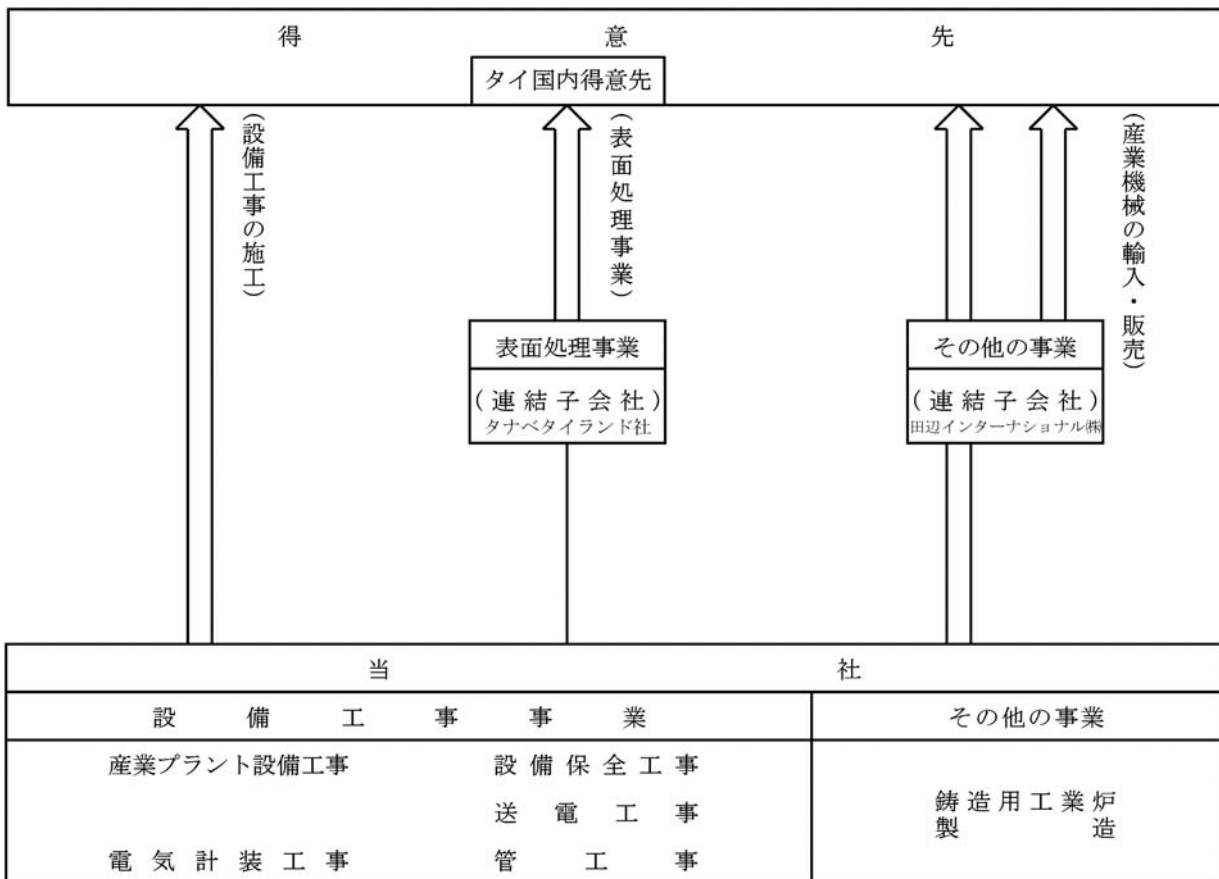 得意先
タイ国内得意先
(設備工事の施工)
(表面処理事業)
(産業機械の輸入・販売)
表面処理事業
(連結子会社)
タナベタイランド社
その他の事業
(連結子会社)
田辺インターナショナル㈱
当社
設備工事事業
その他の事業
産業プラント設備工事
設備保全工事
送電工事
電気計装工事
管工事
鋳造用工業炉
製造